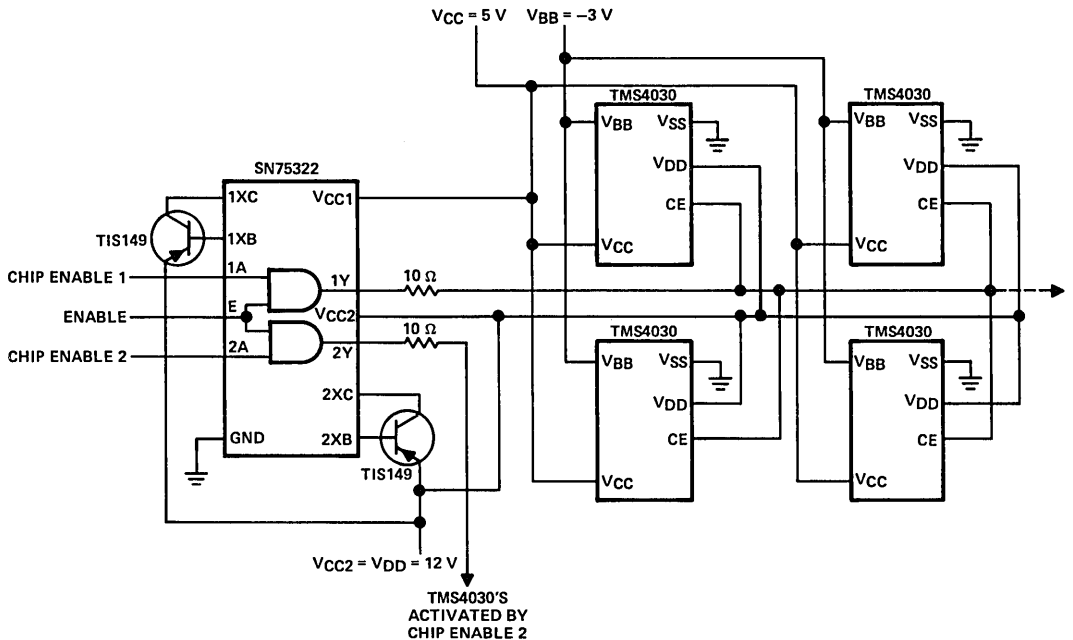 VCC = 5 V VBB = −3 V
TMS4030 TMS4030
VBB VSS VBB VSS
VDD VDD
SN75322
1XC VCC1 CE CE
TIS149 1XB VCC VCC
CHIP ENABLE 1 1A 1Y 10 Ω
ENABLE E VCC2
CHIP ENABLE 2 2A 2Y 10 Ω
TMS4030 TMS4030
VBB VSS VBB VSS
2XC VDD VDD
GND 2XB CE CE
TIS149
VCC VCC
VCC2 = VDD = 12 V
TMS4030'S
ACTIVATED BY
CHIP ENABLE 2